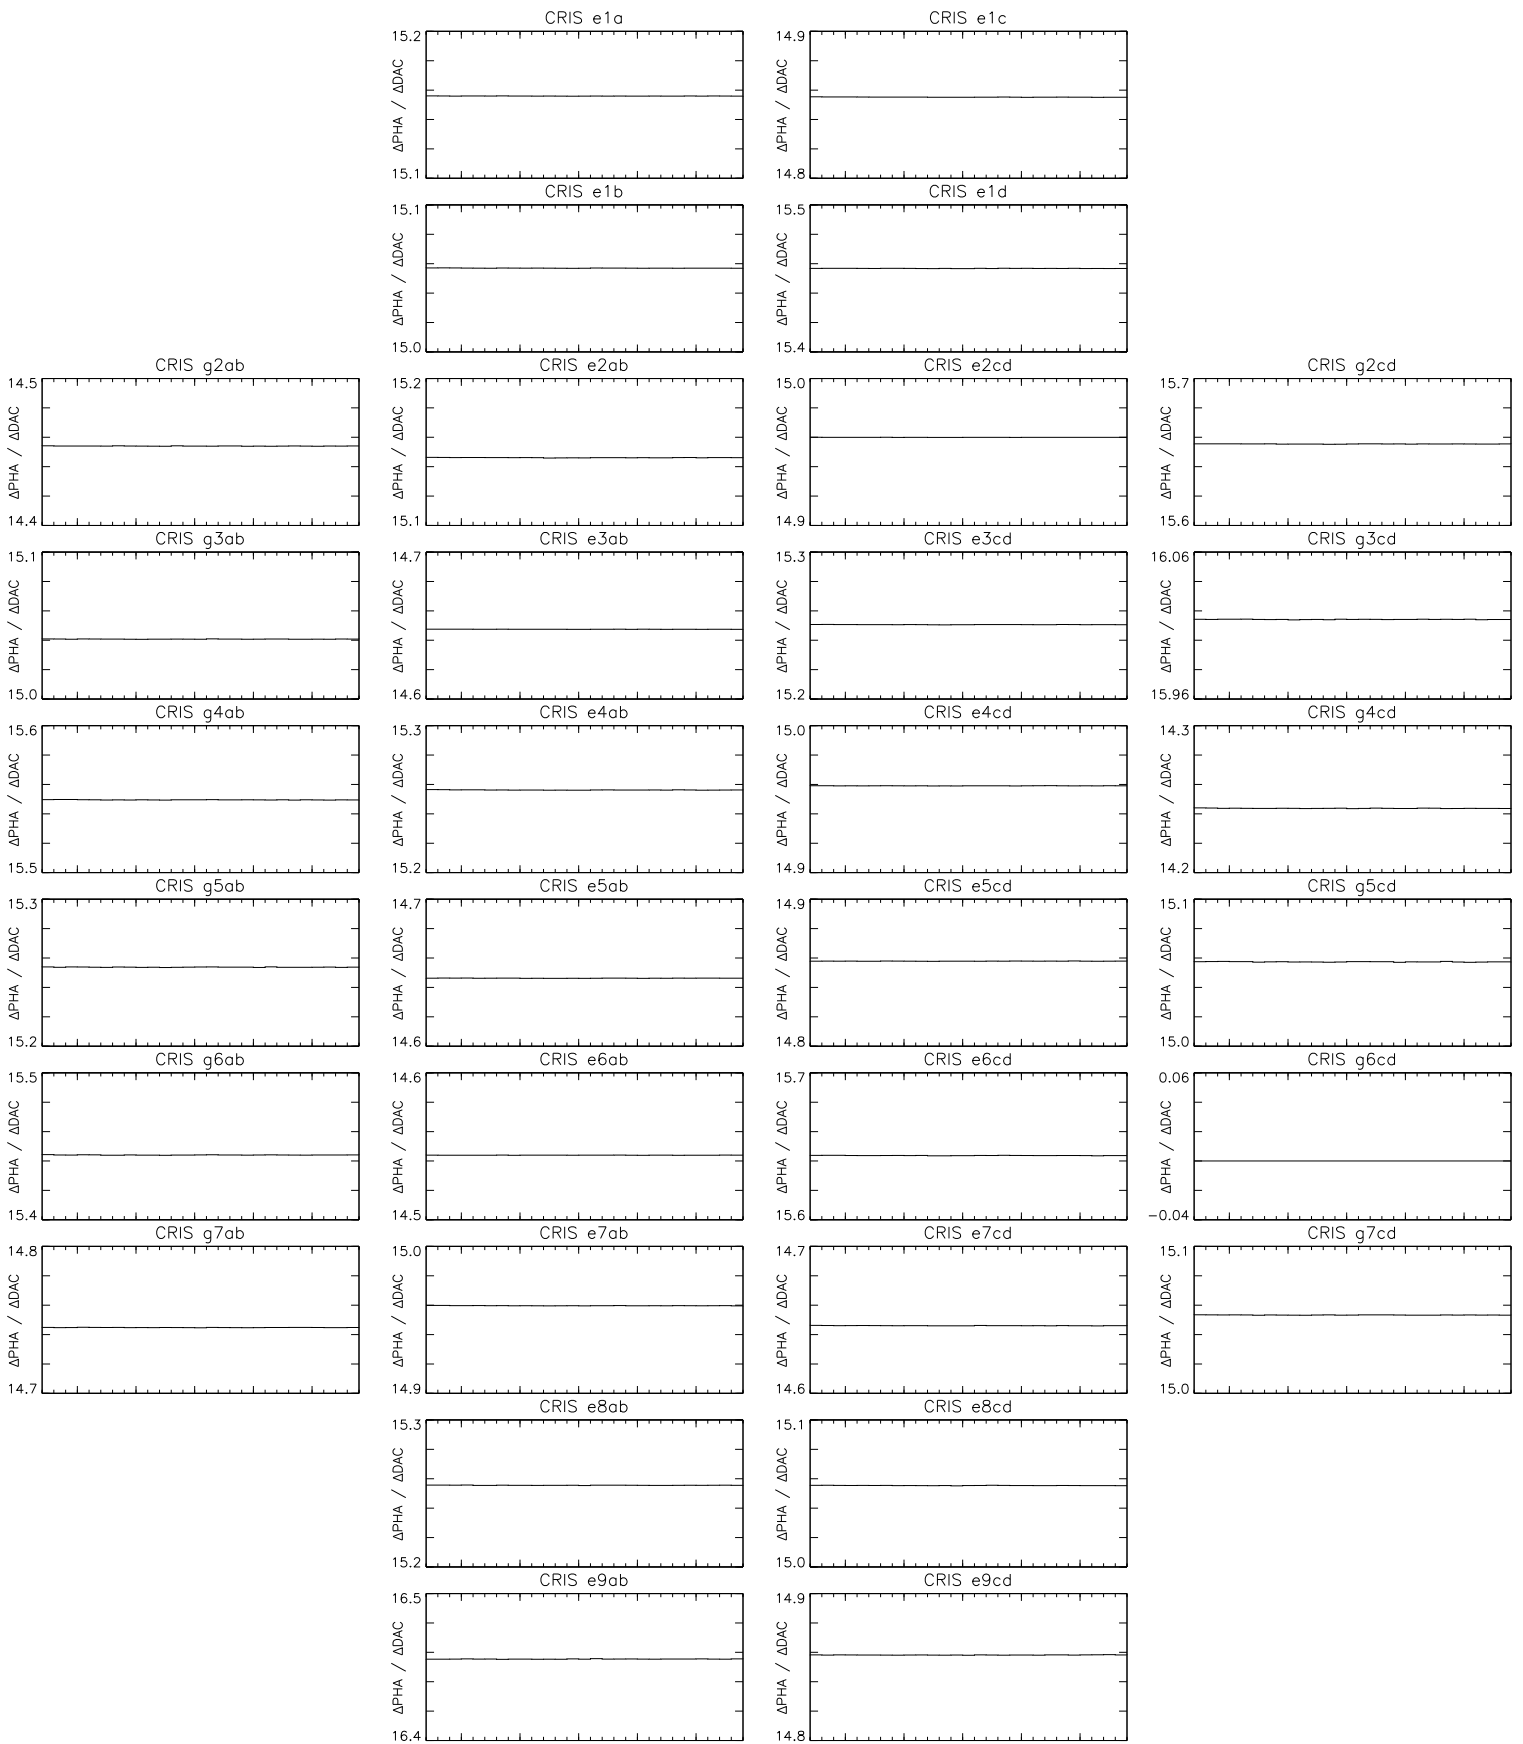 CRIS e1a
CRIS e1c
15.2
ΔPHA / ΔDAC
15.1
14.9
ΔPHA / ΔDAC
14.8
CRIS e1b
CRIS e1d
15.1
ΔPHA / ΔDAC
15.0
15.5
ΔPHA / ΔDAC
15.4
CRIS g2ab
CRIS e2ab
CRIS e2cd
CRIS g2cd
14.5
ΔPHA / ΔDAC
14.4
15.2
ΔPHA / ΔDAC
15.1
15.0
ΔPHA / ΔDAC
14.9
15.7
ΔPHA / ΔDAC
15.6
CRIS g3ab
CRIS e3ab
CRIS e3cd
CRIS g3cd
15.1
ΔPHA / ΔDAC
15.0
14.7
ΔPHA / ΔDAC
14.6
15.3
ΔPHA / ΔDAC
15.2
16.06
ΔPHA / ΔDAC
15.96
CRIS g4ab
CRIS e4ab
CRIS e4cd
CRIS g4cd
15.6
ΔPHA / ΔDAC
15.5
15.3
ΔPHA / ΔDAC
15.2
15.0
ΔPHA / ΔDAC
14.9
14.3
ΔPHA / ΔDAC
14.2
CRIS g5ab
CRIS e5ab
CRIS e5cd
CRIS g5cd
15.3
ΔPHA / ΔDAC
15.2
14.7
ΔPHA / ΔDAC
14.6
14.9
ΔPHA / ΔDAC
14.8
15.1
ΔPHA / ΔDAC
15.0
CRIS g6ab
CRIS e6ab
CRIS e6cd
CRIS g6cd
15.5
ΔPHA / ΔDAC
15.4
14.6
ΔPHA / ΔDAC
14.5
15.7
ΔPHA / ΔDAC
15.6
0.06
ΔPHA / ΔDAC
−0.04
CRIS g7ab
CRIS e7ab
CRIS e7cd
CRIS g7cd
14.8
ΔPHA / ΔDAC
14.7
15.0
ΔPHA / ΔDAC
14.9
14.7
ΔPHA / ΔDAC
14.6
15.1
ΔPHA / ΔDAC
15.0
CRIS e8ab
CRIS e8cd
15.3
ΔPHA / ΔDAC
15.2
15.1
ΔPHA / ΔDAC
15.0
CRIS e9ab
CRIS e9cd
16.5
ΔPHA / ΔDAC
16.4
14.9
ΔPHA / ΔDAC
14.8